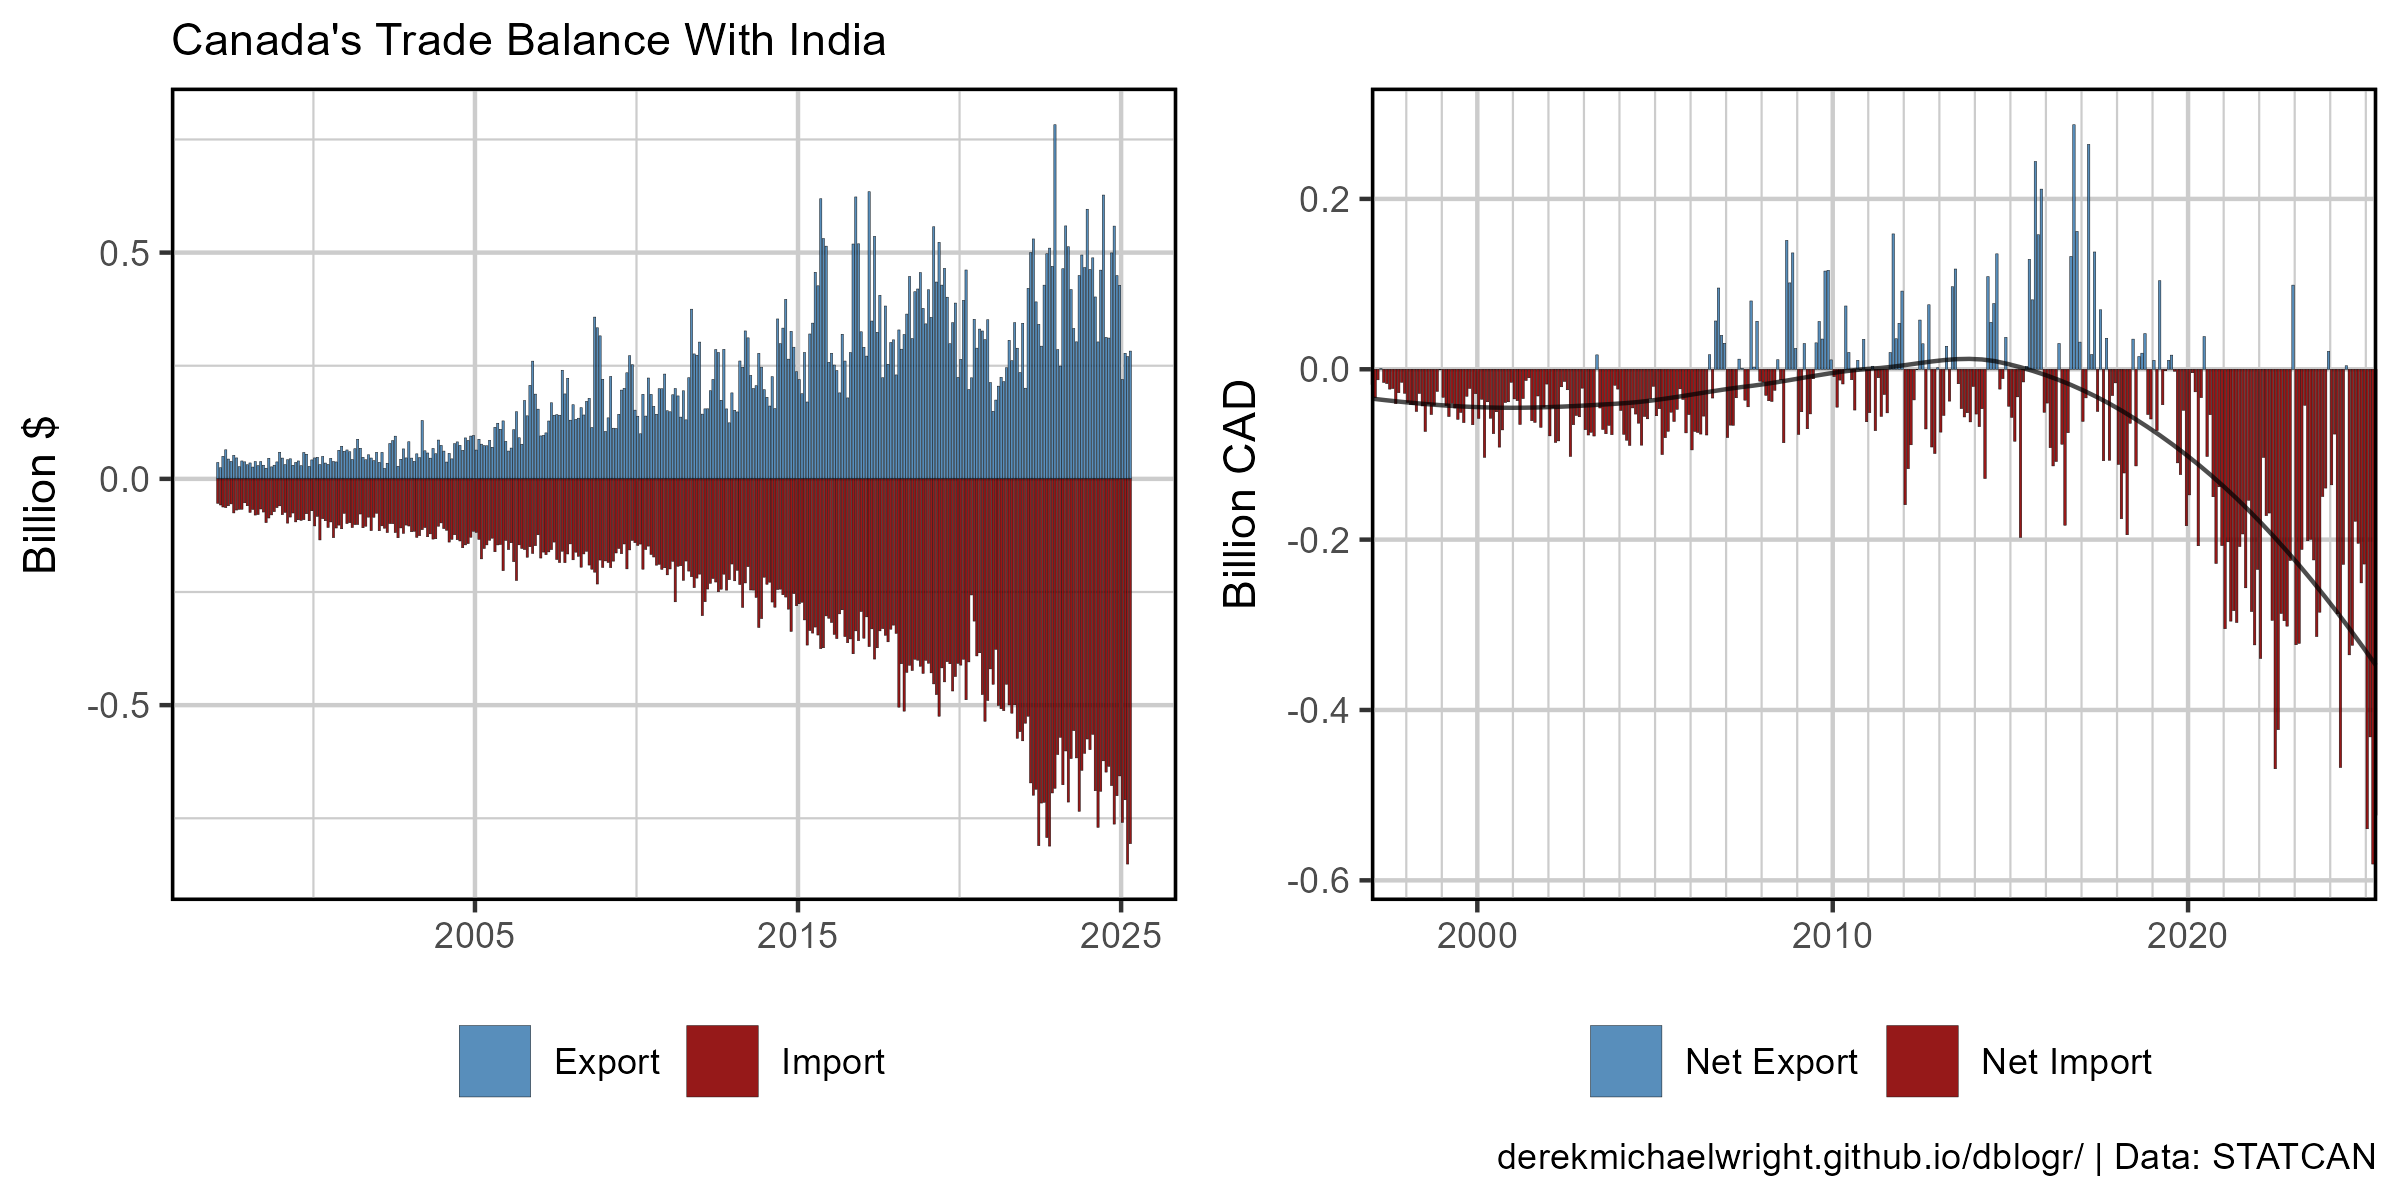 Canada's Trade Balance With India
Billion $
0.5
0.0
-0.5
2005 2015 2025
Export Import
Billion CAD
0.2
0.0
-0.2
-0.4
-0.6
2000 2010 2020
Net Export Net Import
derekmichaelwright.github.io/dblogr/ | Data: STATCAN